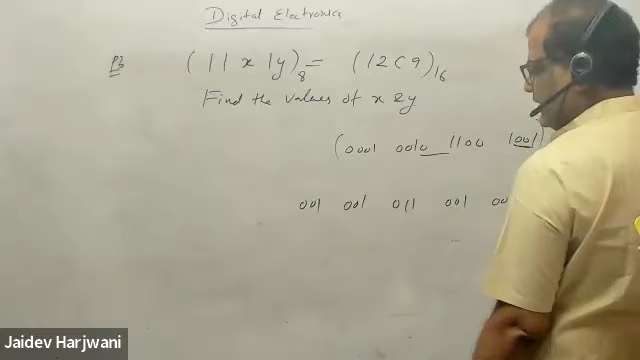 Digital Electronics
P3 (11x1y)8 = (12C9)16
Find the values of x & y
(0001 0010 1100 1001)
001 001 011 001 00
Jaidev Harjwani